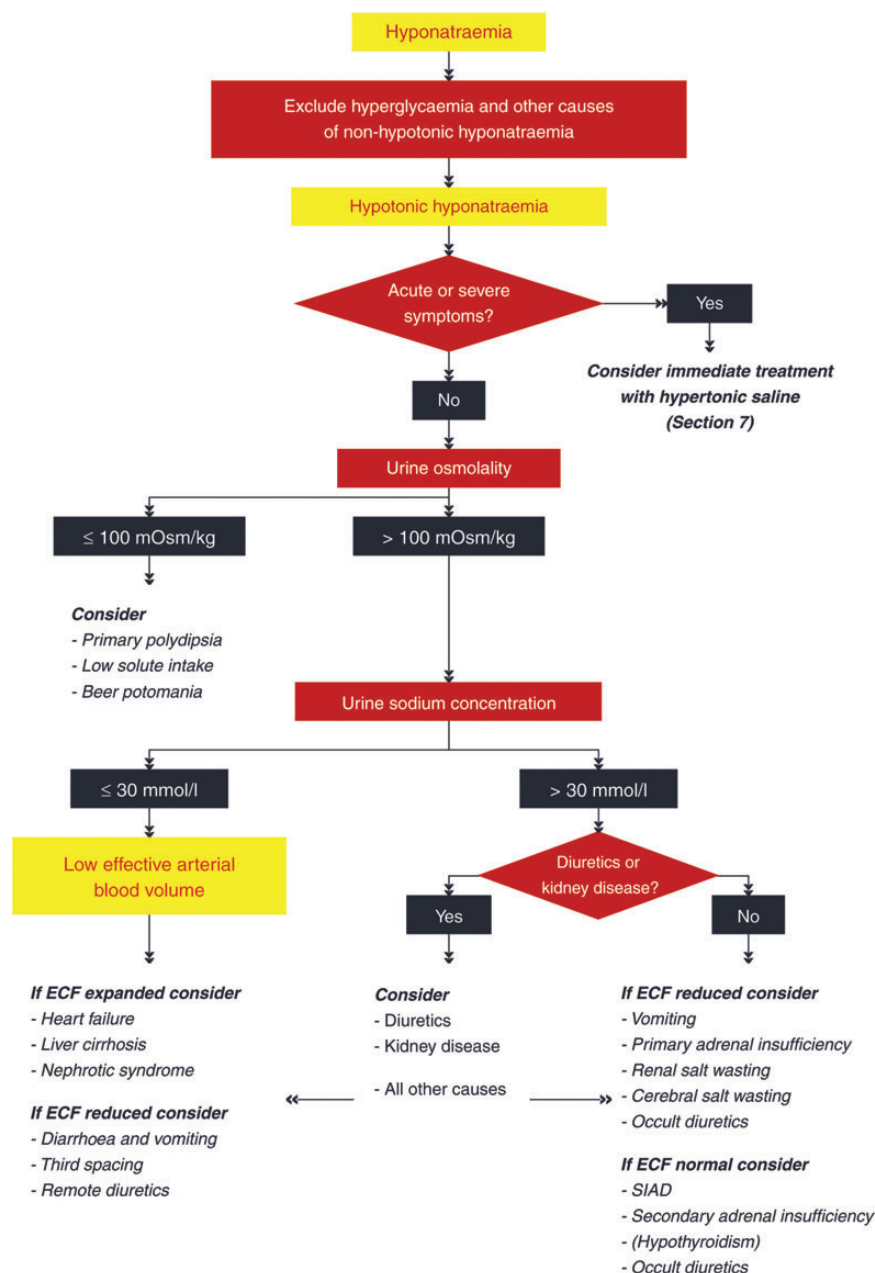 Hyponatraemia
Exclude hyperglycaemia and other causes
of non-hypotonic hyponatraemia
Hypotonic hyponatraemia
Acute or severe
symptoms?
Yes
Consider immediate treatment
with hypertonic saline
(Section 7)
No
Urine osmolality
≤ 100 mOsm/kg
> 100 mOsm/kg
Consider
- Primary polydipsia
- Low solute intake
- Beer potomania
Urine sodium concentration
≤ 30 mmol/l
> 30 mmol/l
Low effective arterial
blood volume
Diuretics or
kidney disease?
Yes
No
If ECF expanded consider
- Heart failure
- Liver cirrhosis
- Nephrotic syndrome
If ECF reduced consider
- Diarrhoea and vomiting
- Third spacing
- Remote diuretics
Consider
- Diuretics
- Kidney disease
- All other causes
If ECF reduced consider
- Vomiting
- Primary adrenal insufficiency
- Renal salt wasting
- Cerebral salt wasting
- Occult diuretics
If ECF normal consider
- SIAD
- Secondary adrenal insufficiency
- (Hypothyroidism)
- Occult diuretics